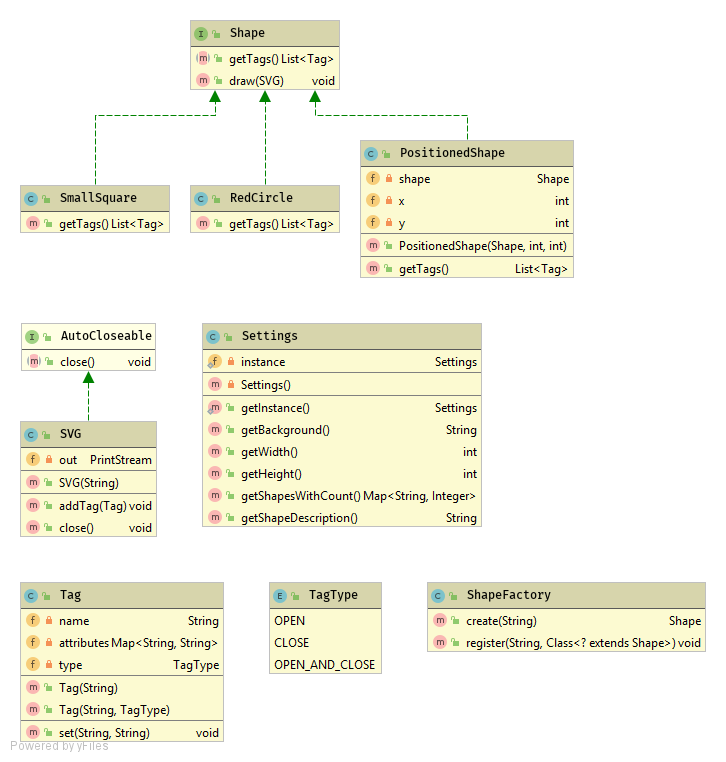 Shape
getTags() List<Tag>
draw(SVG) void
PositionedShape
shape Shape
x int
y int
PositionedShape(Shape, int, int)
getTags() List<Tag>
SmallSquare
getTags() List<Tag>
RedCircle
getTags() List<Tag>
AutoCloseable
close() void
SVG
out PrintStream
SVG(String)
addTag(Tag) void
close() void
Settings
instance Settings
Settings()
getInstance() Settings
getBackground() String
getWidth() int
getHeight() int
getShapesWithCount() Map<String, Integer>
getShapeDescription() String
Tag
name String
attributes Map<String, String>
type TagType
Tag(String)
Tag(String, TagType)
set(String, String) void
TagType
OPEN
CLOSE
OPEN_AND_CLOSE
ShapeFactory
create(String) Shape
register(String, Class<? extends Shape>) void
Powered by yFiles